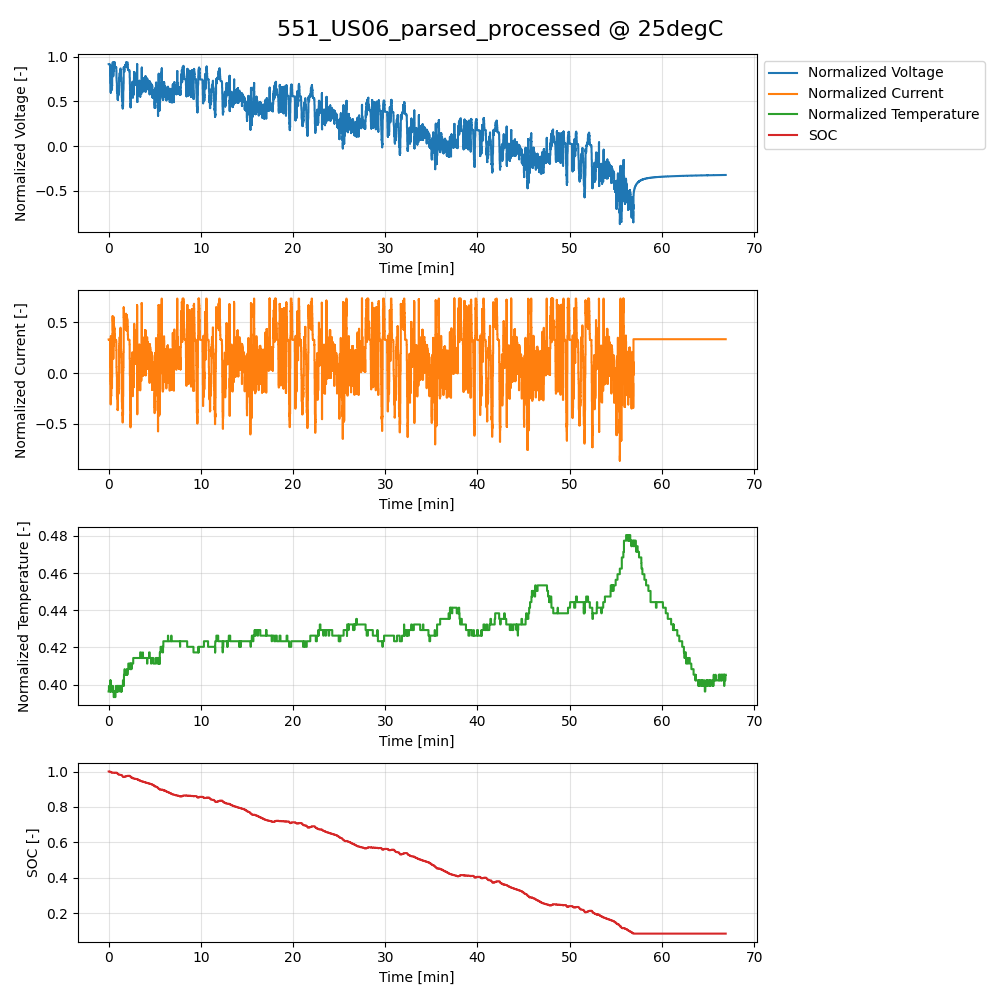 551_US06_parsed_processed @ 25degC
Normalized Voltage [-]
1.0
0.5
0.0
−0.5
0 10 20 30 40 50 60 70
Time [min]
Normalized Voltage
Normalized Current
Normalized Temperature
SOC
Normalized Current [-]
0.5
0.0
−0.5
0 10 20 30 40 50 60 70
Time [min]
Normalized Temperature [-]
0.48
0.46
0.44
0.42
0.40
0 10 20 30 40 50 60 70
Time [min]
SOC [-]
1.0
0.8
0.6
0.4
0.2
0 10 20 30 40 50 60 70
Time [min]